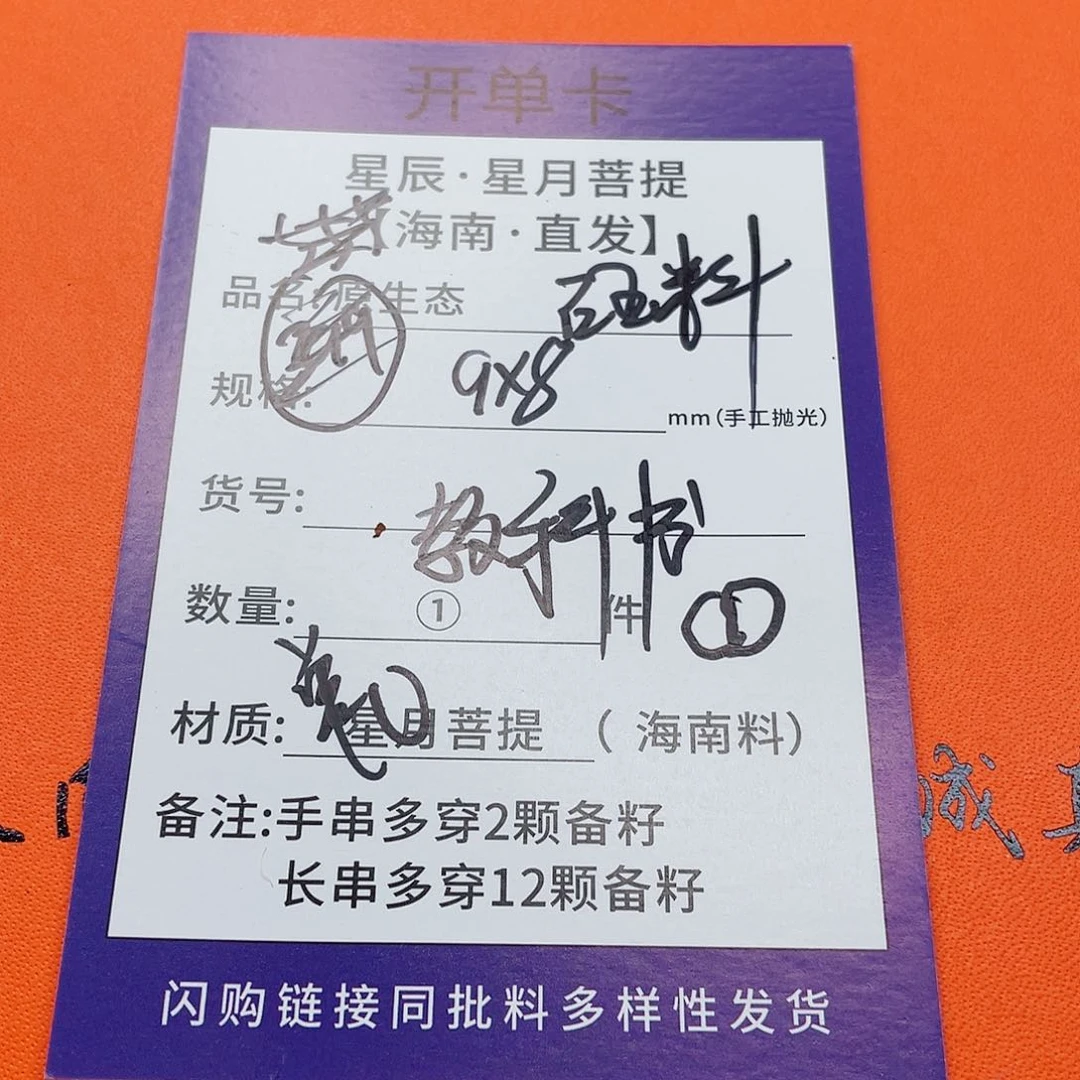 开单卡
星辰·星月菩提
海南·直发】
品名:原生态
料
规格:
9X8
mm(手工抛光)
货号:
教科书
数量:
①
件
①
材质:
星月菩提
(海南料)
备注:手串多穿2颗备籽
长串多穿12颗备籽
闪购链接同批料多样性发货
诚